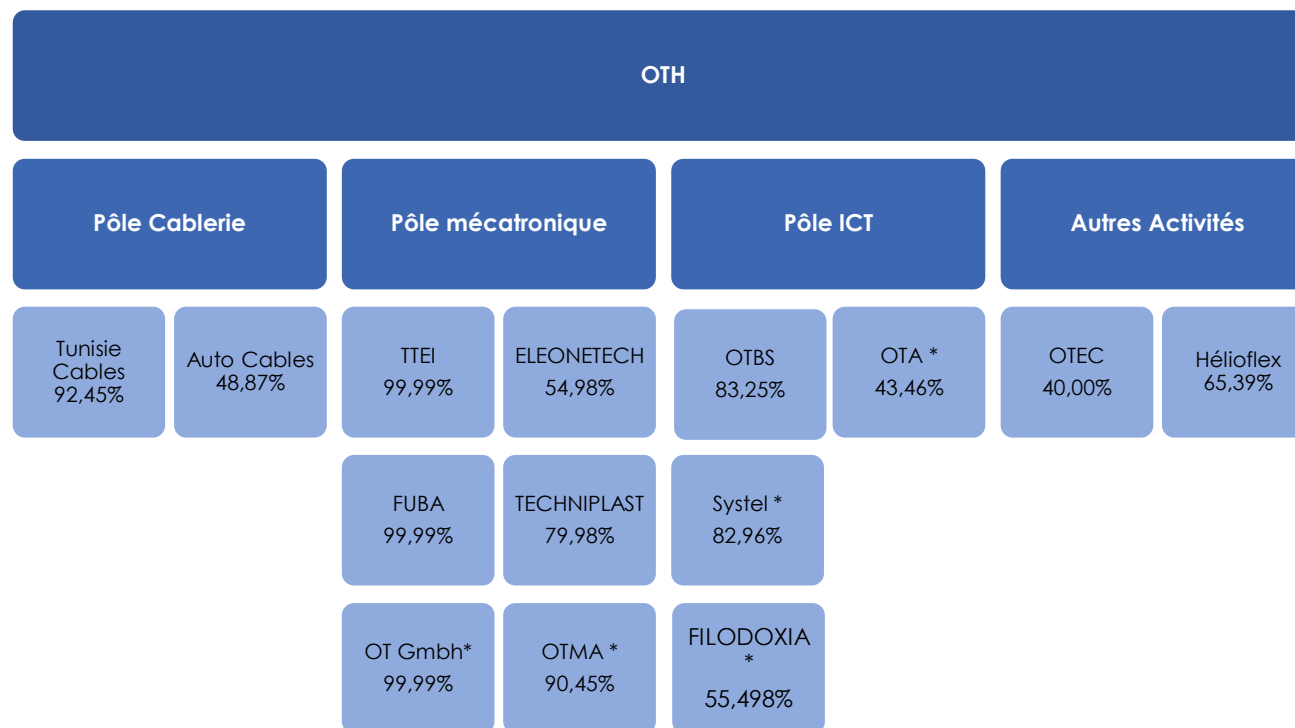 OTH
Pôle Cablerie
Pôle mécatronique
Pôle ICT
Autres Activités
Tunisie
Cables
92,45%
Auto Cables
48,87%
TTEI
99,99%
ELEONETECH
54,98%
OTBS
83,25%
OTA *
43,46%
OTEC
40,00%
Hélioflex
65,39%
FUBA
99,99%
TECHNIPLAST
79,98%
Systel *
82,96%
OT Gmbh*
99,99%
OTMA *
90,45%
FILODOXIA
*
55,498%